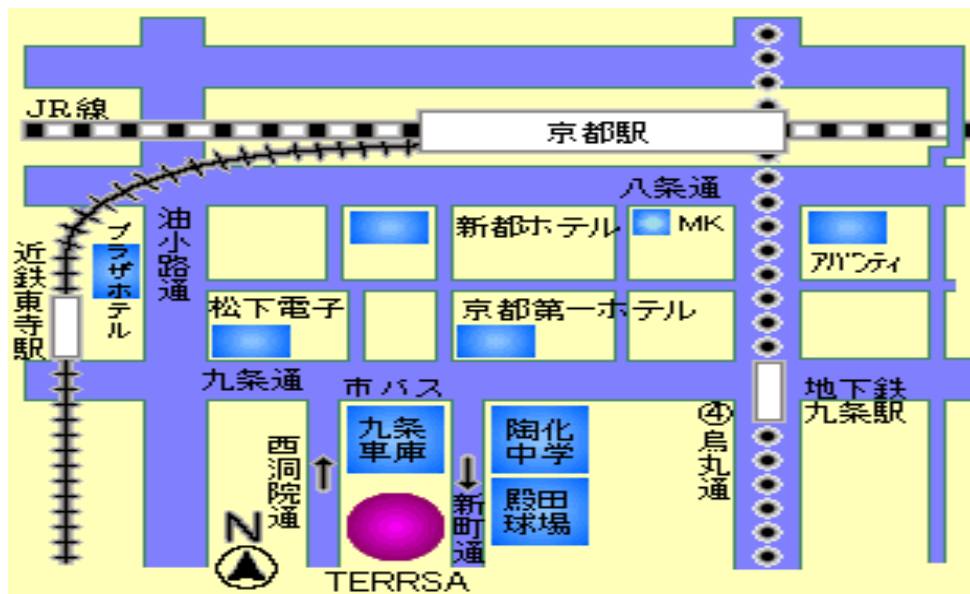 JR線
京都駅
八条通
新都ホテル
MK
アバンティ
油小路通
プラザホテル
近鉄東寺駅
松下電子
京都第一ホテル
九条通
市バス
九条
車庫
陶化
中学
④烏丸通
地下鉄
九条駅
西洞院通
新町通
殿田
球場
N
TERRSA